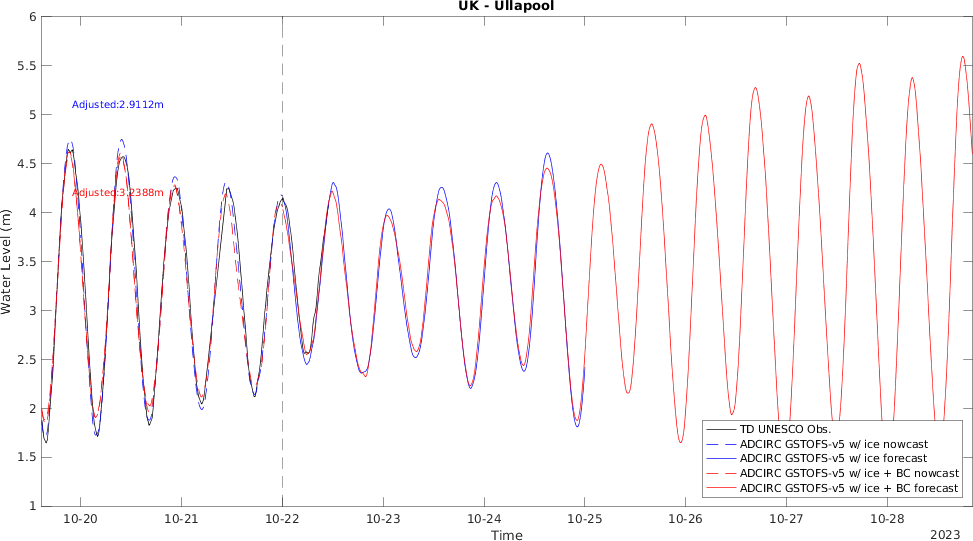 UK - Ullapool
6
5.5
5
4.5
4
3.5
3
2.5
2
1.5
1
Water Level (m)
Adjusted:2.9112m
Adjusted:3.2388m
TD UNESCO Obs.
ADCIRC GSTOFS-v5 w/ ice nowcast
ADCIRC GSTOFS-v5 w/ ice forecast
ADCIRC GSTOFS-v5 w/ ice + BC nowcast
ADCIRC GSTOFS-v5 w/ ice + BC forecast
10-20 10-21 10-22 10-23 10-24 10-25 10-26 10-27 10-28
Time
2023